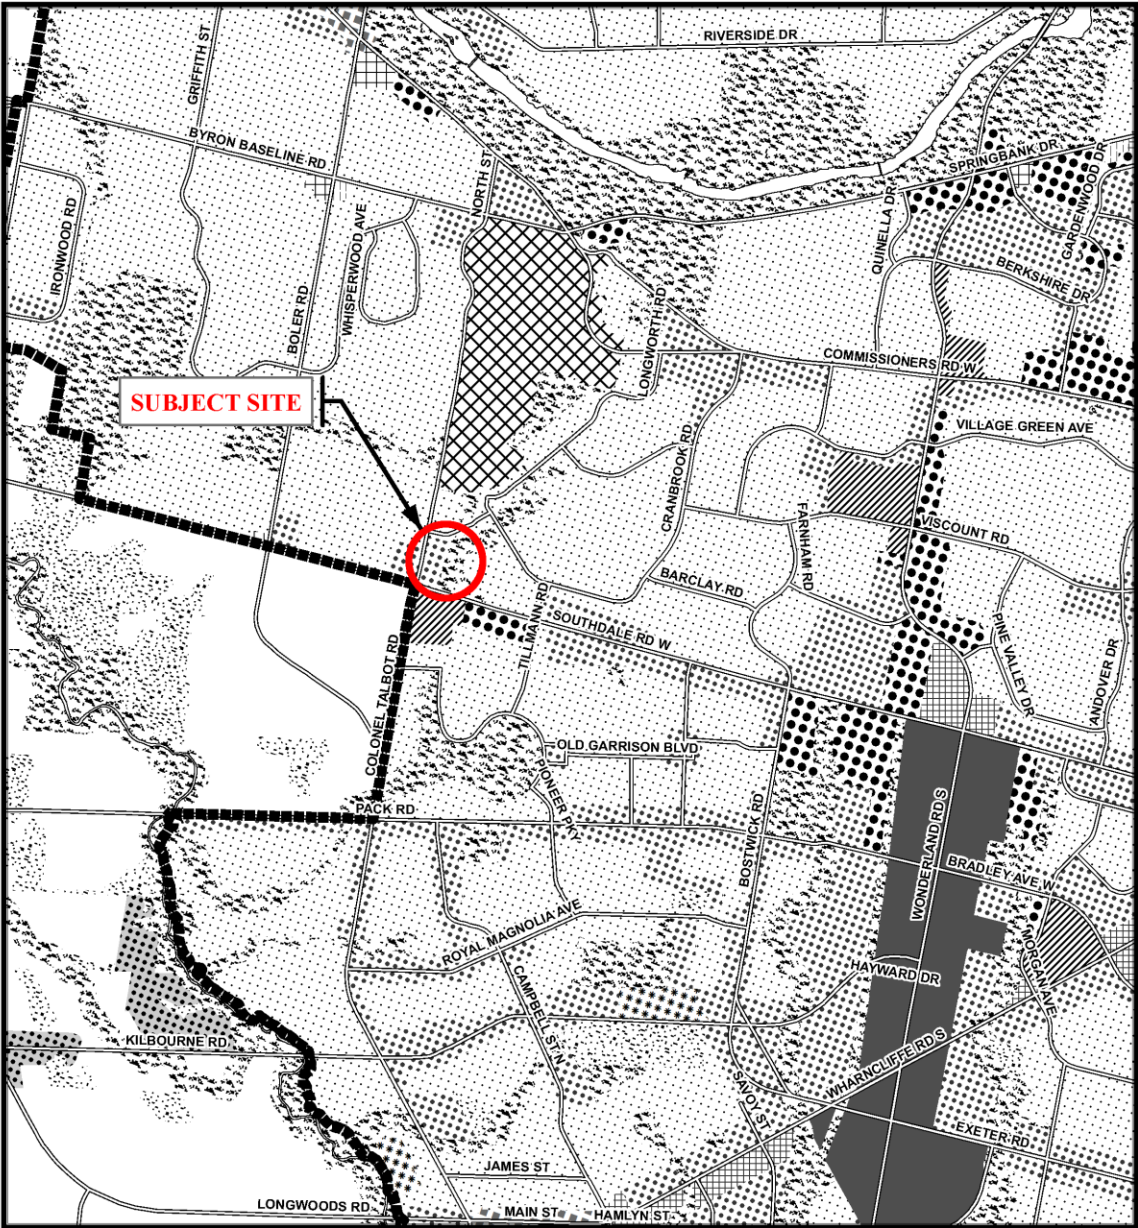 RIVERSIDE DR
GRIFFITH ST
BYRON BASELINE RD
SPRINGBANK DR
NORTH ST
GARDENWOOD DR
QUINELLA DR
IRONWOOD RD
WHISPERWOOD AVE
BERKSHIRE DR
BOLER RD
LONGWORTH RD
COMMISSIONERS RD W
SUBJECT SITE
VILLAGE GREEN AVE
CRANBROOK RD
FARNHAM RD
VISCOUNT RD
BARCLAY RD
TILLMANN RD
SOUTHDALE RD W
PINE VALLEY DR
ANDOVER DR
COLONEL TALBOT RD
OLD GARRISON BLVD
PIONEER PKY
PACK RD
BOSTWICK RD
WONDERLAND RD S
BRADLEY AVE W
ROYAL MAGNOLIA AVE
MORGAN AVE
HAYWARD DR
CAMPBELL ST N
KILBOURNE RD
WHARNCLIFFE RD S
SAVOY ST
EXETER RD
JAMES ST
LONGWOODS RD
MAIN ST
HAMLYN ST